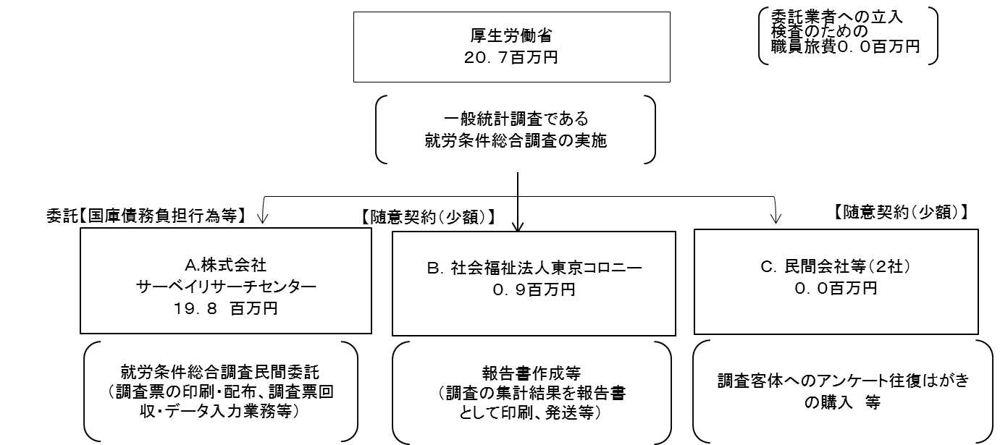 厚生労働省
２０．７百万円
委託業者への立入
検査のための
職員旅費０．０百万円
一般統計調査である
就労条件総合調査の実施
委託【国庫債務負担行為等】
【随意契約（少額）】
【随意契約（少額）】
Ａ.株式会社
サーベイリサーチセンター
１９．８　百万円
Ｂ．社会福祉法人東京コロニー
０．９百万円
Ｃ．民間会社等（２社）
０．０百万円
就労条件総合調査民間委託
（調査票の印刷・配布、調査票回
収・データ入力業務等）
報告書作成等
（調査の集計結果を報告書
として印刷、発送等）
調査客体へのアンケート往復はがき
の購入　等